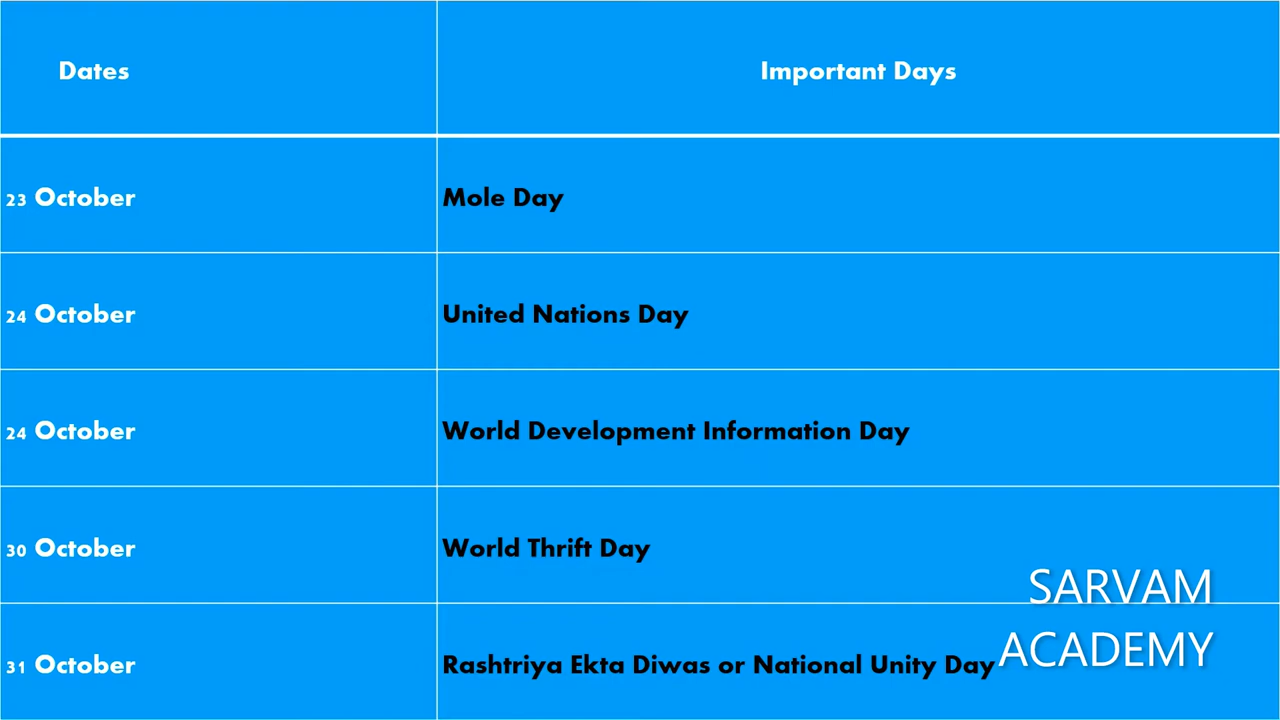 Dates Important Days
23 October Mole Day
24 October United Nations Day
24 October World Development Information Day
30 October World Thrift Day
31 October Rashtriya Ekta Diwas or National Unity Day
SARVAM
ACADEMY